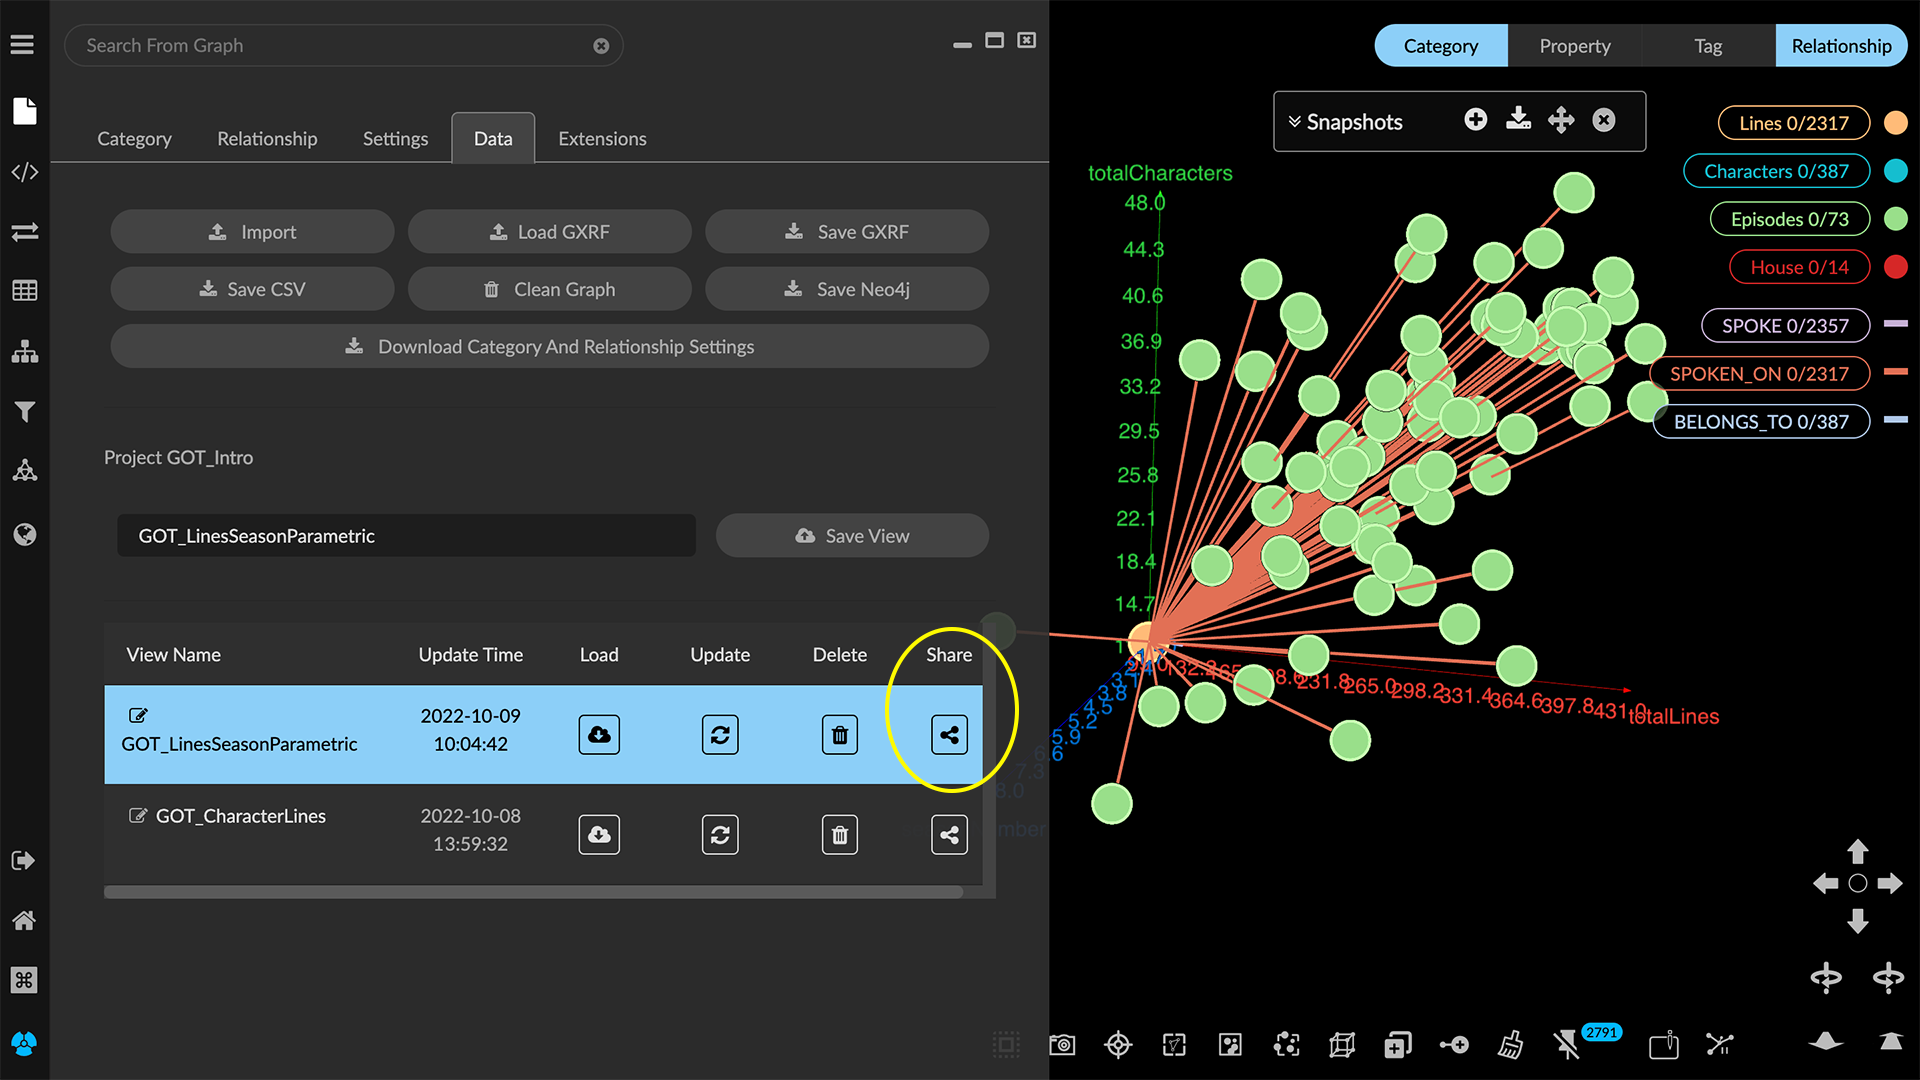 Search From Graph
Category
Relationship
Settings
Data
Extensions
Import
Load GXRF
Save GXRF
Save CSV
Clean Graph
Save Neo4j
Download Category And Relationship Settings
Project GOT_Intro
GOT_LinesSeasonParametric
Save View
View Name
Update Time
Load
Update
Delete
Share
GOT_LinesSeasonParametric
2022-10-09
10:04:42
GOT_CharacterLines
2022-10-08
13:59:32
Category
Property
Tag
Relationship
Snapshots
Lines 0/2317
Characters 0/387
Episodes 0/73
House 0/14
SPOKE 0/2357
SPOKEN_ON 0/2317
BELONGS_TO 0/387
totalCharacters
48.0
44.3
40.6
36.9
33.2
29.5
25.8
22.1
18.4
14.7
132.2
231.8
265.0
298.2
331.4
364.6
397.8
431.0
totalLines
3.8
4.5
5.2
5.9
7.3
8.0
2791